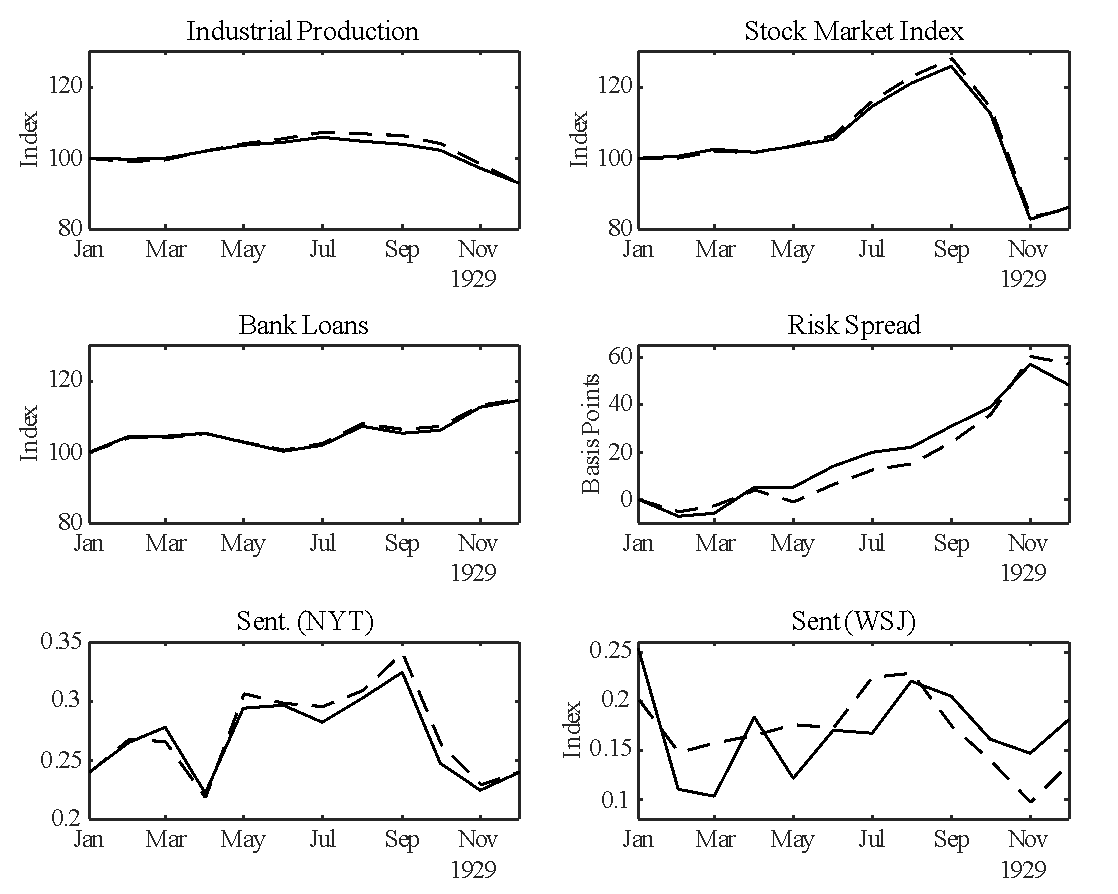 Industrial Production
Index
120
100
80
Jan Mar May Jul Sep Nov
1929
Stock Market Index
Index
120
100
80
Jan Mar May Jul Sep Nov
1929
Bank Loans
Index
120
100
80
Jan Mar May Jul Sep Nov
1929
Risk Spread
Basis Points
60
40
20
0
Jan Mar May Jul Sep Nov
1929
Sent. (NYT)
0.35
0.3
0.25
0.2
Jan Mar May Jul Sep Nov
1929
Sent (WSJ)
Index
0.25
0.2
0.15
0.1
Jan Mar May Jul Sep Nov
1929